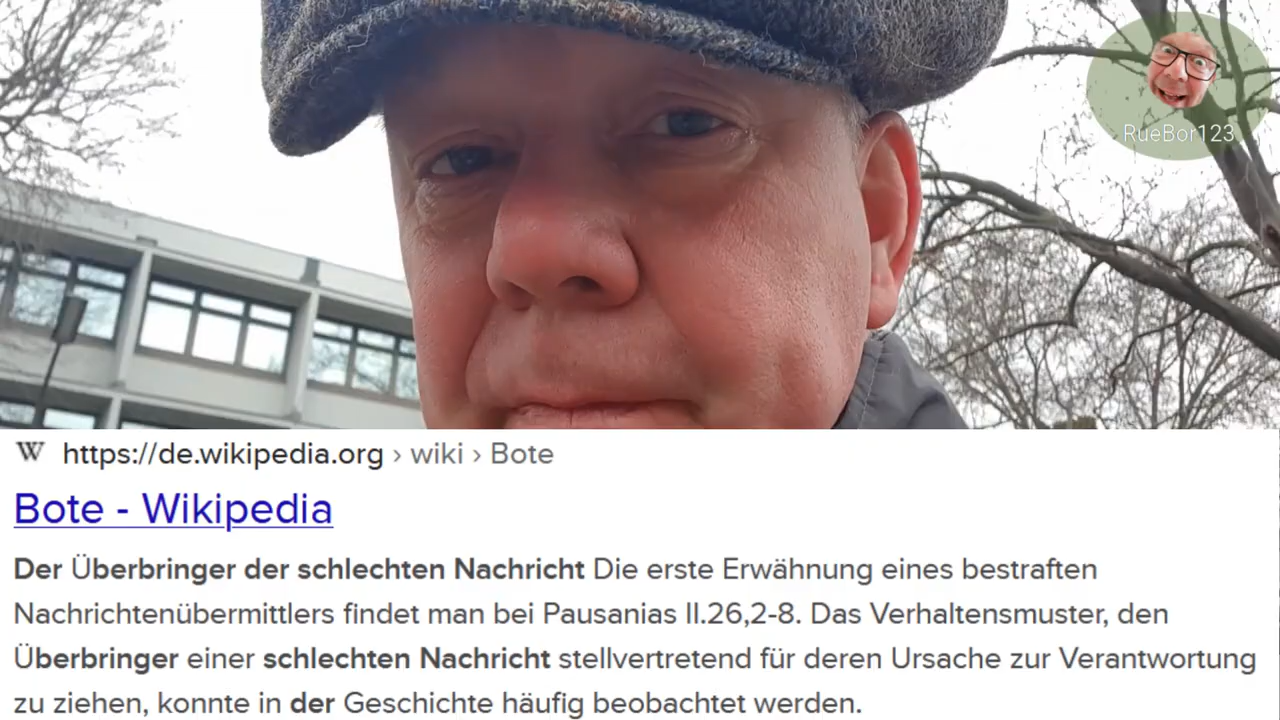 RueBor123
W https://de.wikipedia.org › wiki › Bote
Bote - Wikipedia
Der Überbringer der schlechten Nachricht Die erste Erwähnung eines bestraften
Nachrichtenübermittlers findet man bei Pausanias II.26,2-8. Das Verhaltensmuster, den
Überbringer einer schlechten Nachricht stellvertretend für deren Ursache zur Verantwortung
zu ziehen, konnte in der Geschichte häufig beobachtet werden.